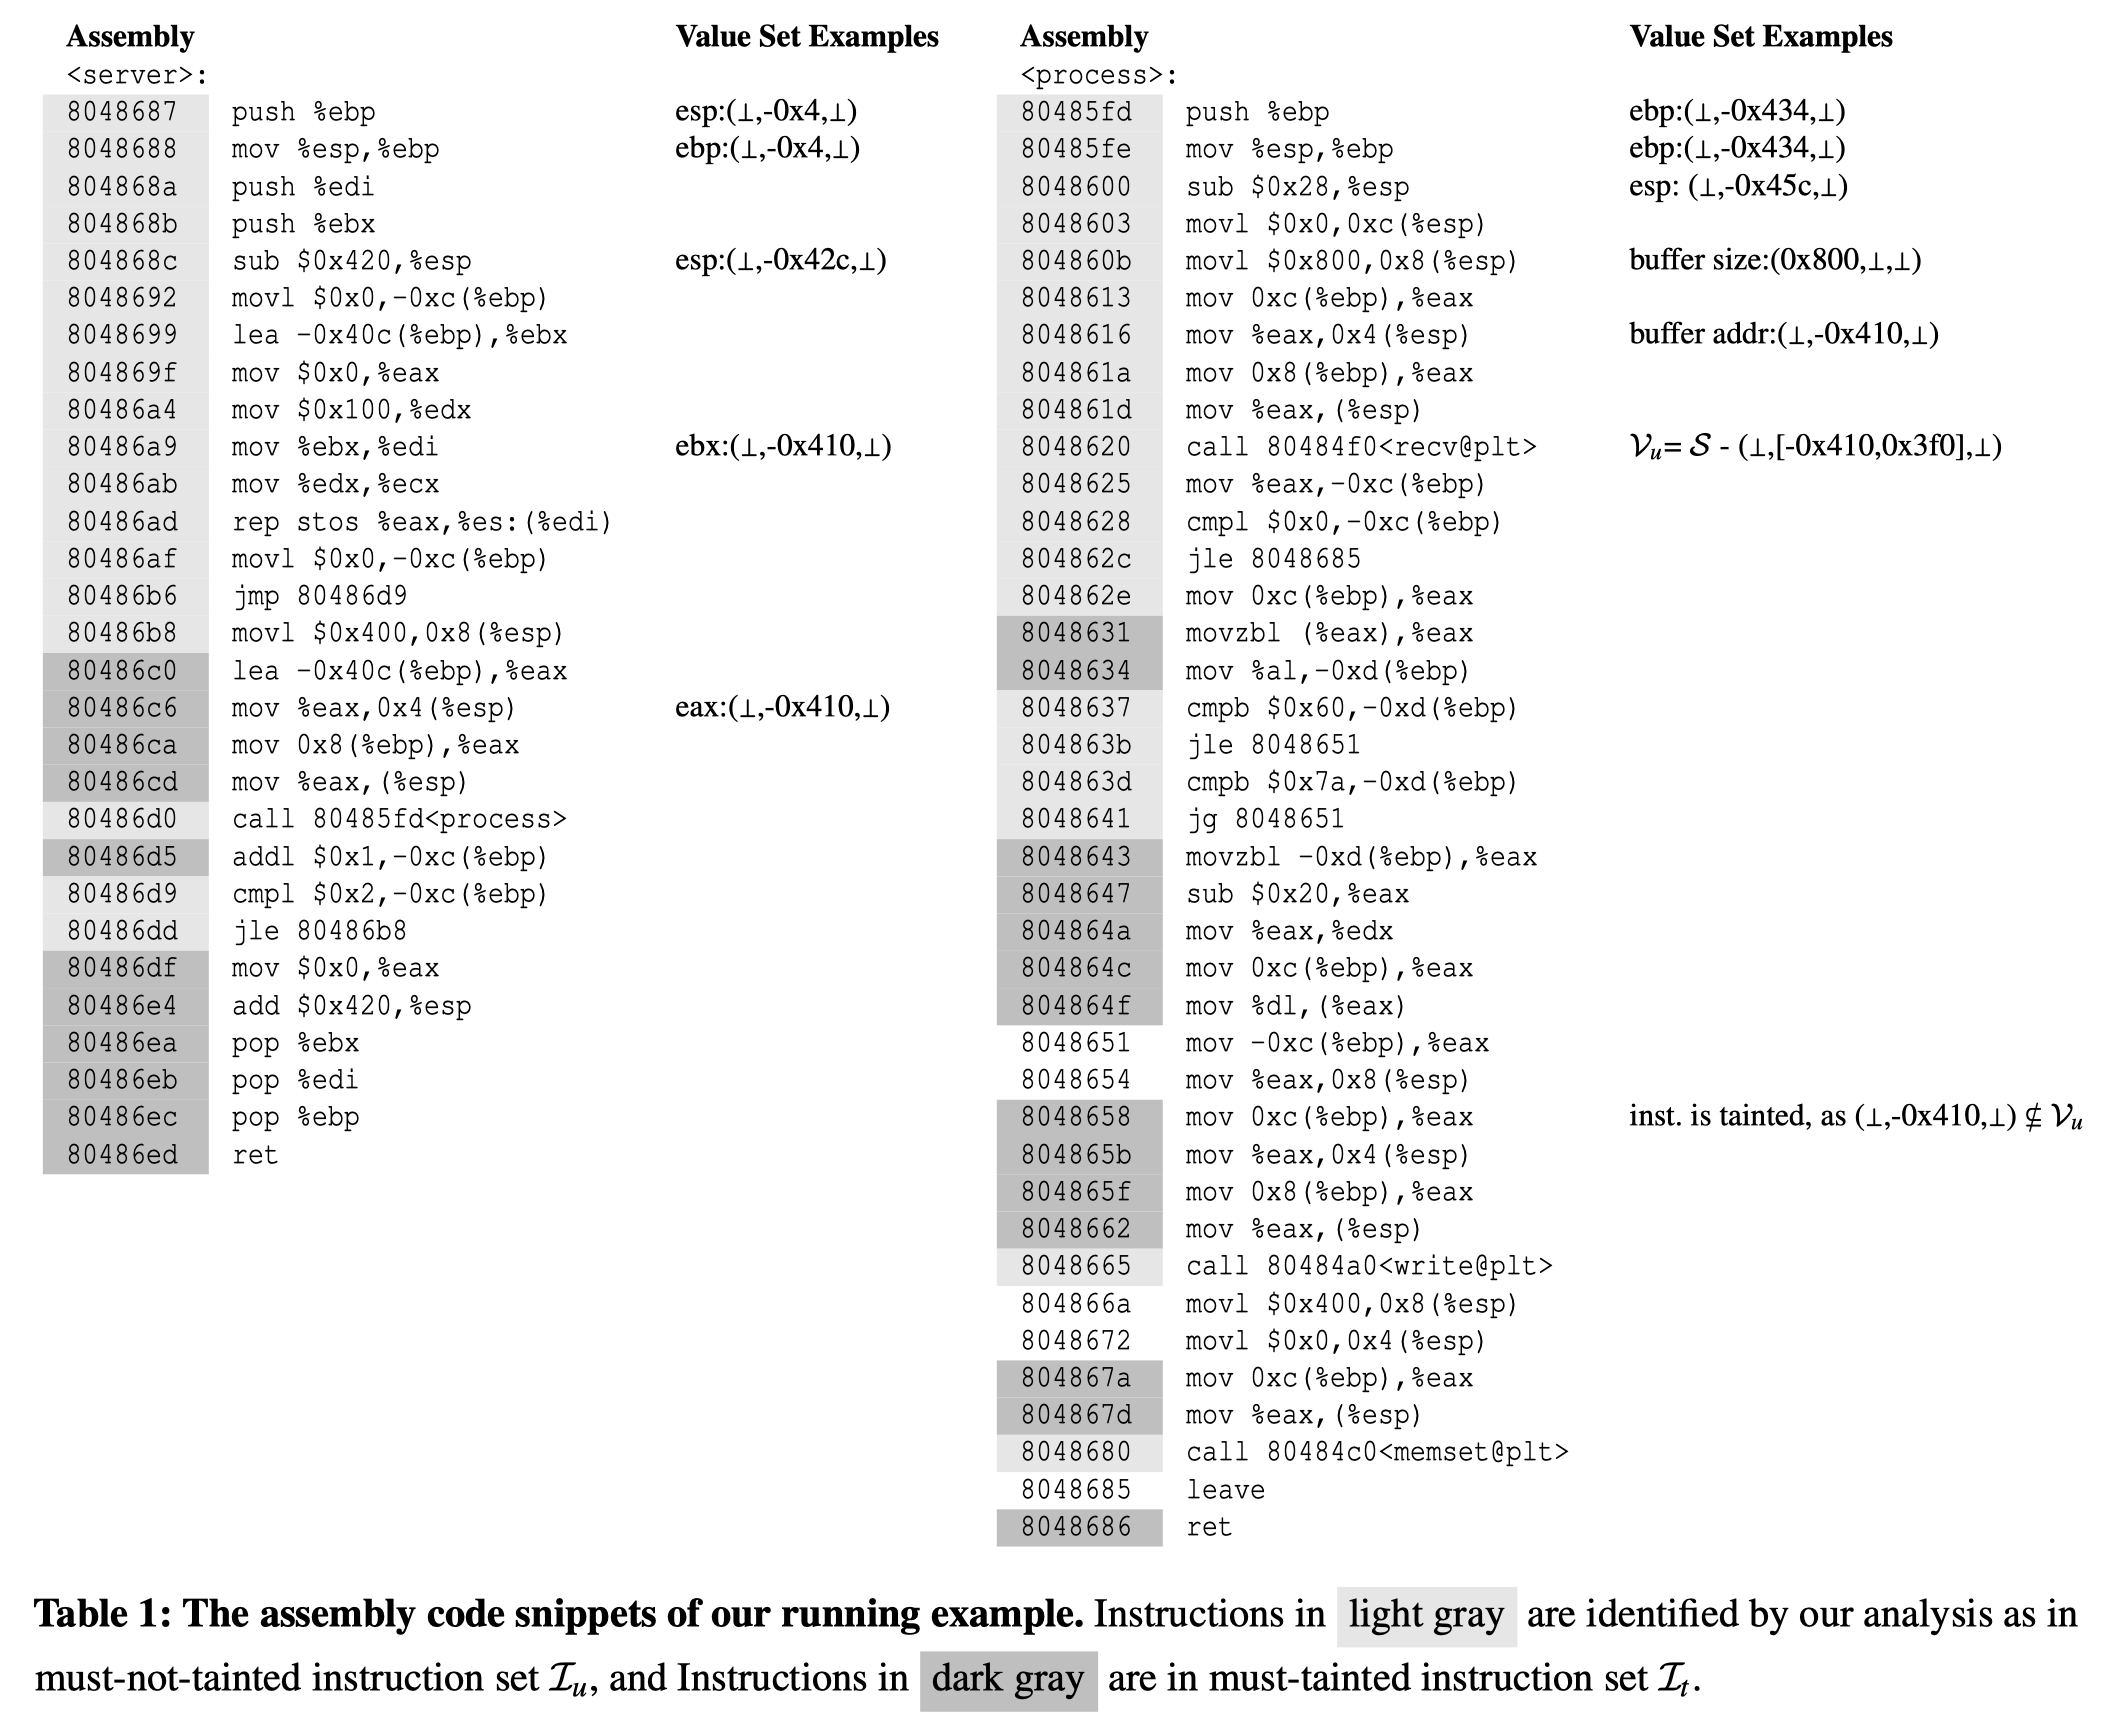 Assembly Value Set Examples Assembly Value Set Examples
<server>: <process>:
8048687 push %ebp esp:(⊥,-0x4,⊥) 80485fd push %ebp ebp:(⊥,-0x434,⊥)
8048688 mov %esp,%ebp ebp:(⊥,-0x4,⊥) 80485fe mov %esp,%ebp ebp:(⊥,-0x434,⊥)
804868a push %edi 8048600 sub $0x28,%esp esp: (⊥,-0x45c,⊥)
804868b push %ebx 8048603 movl $0x0,0xc(%esp)
804868c sub $0x420,%esp esp:(⊥,-0x42c,⊥) 804860b movl $0x800,0x8(%esp) buffer size:(0x800,⊥,⊥)
8048692 movl $0x0,-0xc(%ebp) 8048613 mov 0xc(%ebp),%eax
8048699 lea -0x40c(%ebp),%ebx 8048616 mov %eax,0x4(%esp) buffer addr:(⊥,-0x410,⊥)
804869f mov $0x0,%eax 804861a mov 0x8(%ebp),%eax
80486a4 mov $0x100,%edx 804861d mov %eax,(%esp)
80486a9 mov %ebx,%edi ebx:(⊥,-0x410,⊥) 8048620 call 80484f0<recv@plt> 𝒱u= 𝒮 - (⊥,[-0x410,0x3f0],⊥)
80486ab mov %edx,%ecx 8048625 mov %eax,-0xc(%ebp)
80486ad rep stos %eax,%es:(%edi) 8048628 cmpl $0x0,-0xc(%ebp)
80486af movl $0x0,-0xc(%ebp) 804862c jle 8048685
80486b6 jmp 80486d9 804862e mov 0xc(%ebp),%eax
80486b8 movl $0x400,0x8(%esp) 8048631 movzbl (%eax),%eax
80486c0 lea -0x40c(%ebp),%eax 8048634 mov %al,-0xd(%ebp)
80486c6 mov %eax,0x4(%esp) eax:(⊥,-0x410,⊥) 8048637 cmpb $0x60,-0xd(%ebp)
80486ca mov 0x8(%ebp),%eax 804863b jle 8048651
80486cd mov %eax,(%esp) 804863d cmpb $0x7a,-0xd(%ebp)
80486d0 call 80485fd<process> 8048641 jg 8048651
80486d5 addl $0x1,-0xc(%ebp) 8048643 movzbl -0xd(%ebp),%eax
80486d9 cmpl $0x2,-0xc(%ebp) 8048647 sub $0x20,%eax
80486dd jle 80486b8 804864a mov %eax,%edx
80486df mov $0x0,%eax 804864c mov 0xc(%ebp),%eax
80486e4 add $0x420,%esp 804864f mov %dl,(%eax)
80486ea pop %ebx 8048651 mov -0xc(%ebp),%eax
80486eb pop %edi 8048654 mov %eax,0x8(%esp)
80486ec pop %ebp 8048658 mov 0xc(%ebp),%eax inst. is tainted, as (⊥,-0x410,⊥) ⊈ 𝒱u
80486ed ret 804865b mov %eax,0x4(%esp)
804865f mov 0x8(%ebp),%eax
8048662 mov %eax,(%esp)
8048665 call 80484a0<write@plt>
804866a movl $0x400,0x8(%esp)
8048672 movl $0x0,0x4(%esp)
804867a mov 0xc(%ebp),%eax
804867d mov %eax,(%esp)
8048680 call 80484c0<memset@plt>
8048685 leave
8048686 ret
Table 1: The assembly code snippets of our running example. Instructions in light gray are identified by our analysis as in
must-not-tainted instruction set ℐu, and Instructions in dark gray are in must-tainted instruction set ℐt.